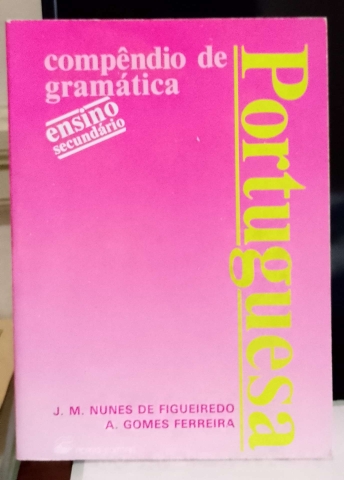 compêndio de
gramática
Portuguesa
ensino
secundário
J. M. NUNES DE FIGUEIREDO
A. GOMES FERREIRA